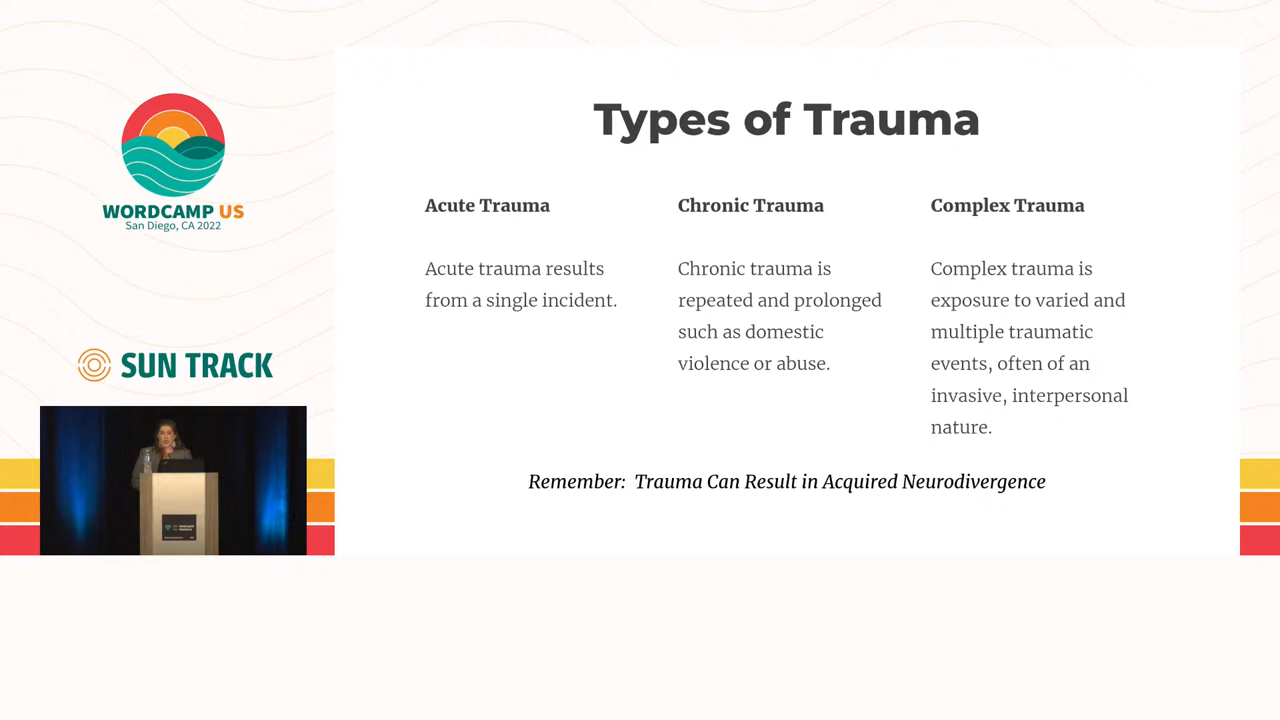 WORDCAMP US
San Diego, CA 2022
SUN TRACK
Types of Trauma
Acute Trauma
Acute trauma results
from a single incident.
Chronic Trauma
Chronic trauma is
repeated and prolonged
such as domestic
violence or abuse.
Complex Trauma
Complex trauma is
exposure to varied and
multiple traumatic
events, often of an
invasive, interpersonal
nature.
Remember:  Trauma Can Result in Acquired Neurodivergence